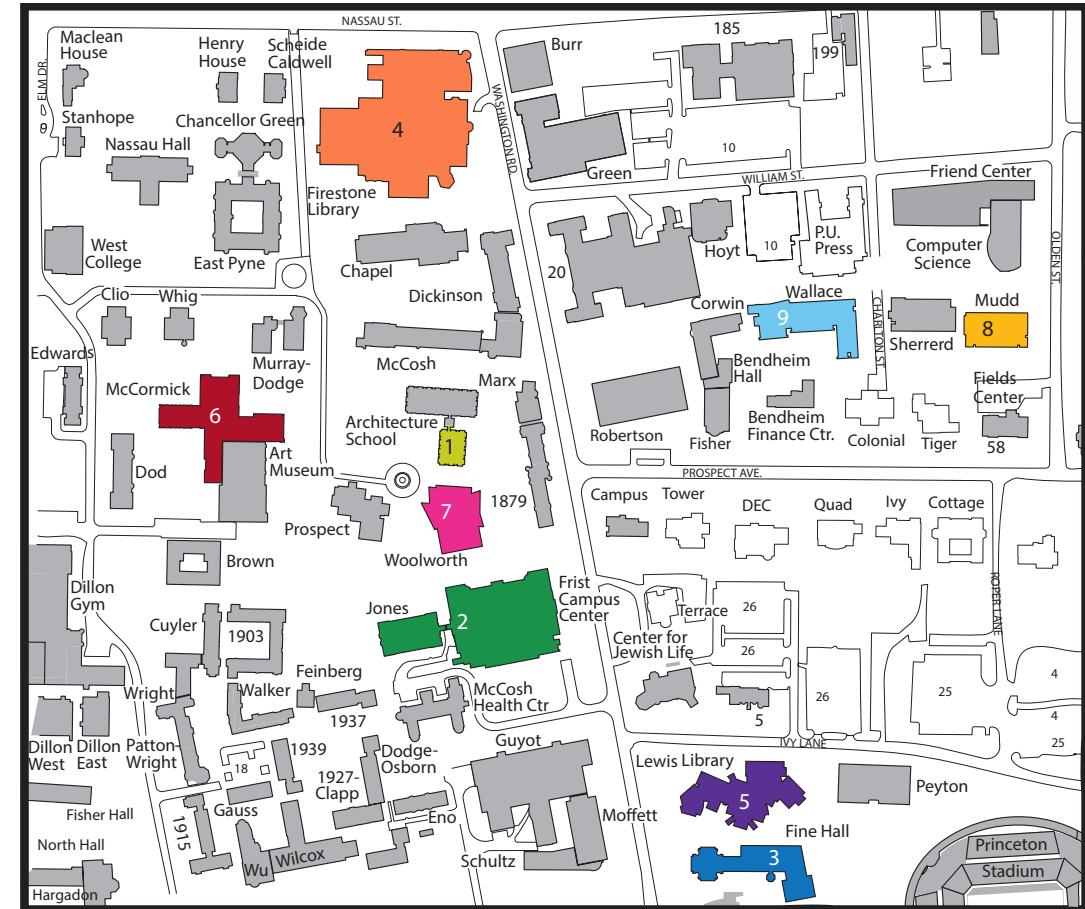 NASSAU ST.
Maclean
House
Henry
House
Scheide
Caldwell
Burr
185
199
ELM DR.
WASHINGTON RD.
Stanhope
Chancellor Green
Nassau Hall
4
Firestone
Library
Green
10
WILLIAM ST.
Friend Center
West
College
East Pyne
Chapel
Dickinson
20
Hoyt
10
P.U.
Press
Computer
Science
OLDEN ST.
Clio
Whig
Murray-
Dodge
McCosh
Corwin
Wallace
9
CHARLTON ST.
Sherrerd
Mudd
8
Edwards
McCormick
6
Marx
Architecture
School
1
Bendheim
Hall
Bendheim
Finance Ctr.
Fields
Center
58
Robertson
Fisher
Colonial
Tiger
Dod
Art
Museum
PROSPECT AVE.
Prospect
7
1879
Woolworth
Campus
Tower
DEC
Quad
Ivy
Cottage
Brown
Dillon
Gym
Cuyler
1903
Jones
2
Frist
Campus
Center
Terrace
26
26
26
25
ROPER LANE
Center for
Jewish Life
5
4
4
25
Wright
Walker
Feinberg
1937
McCosh
Health Ctr
IVY LANE
Dillon
West
Dillon
East
Patton-
Wright
18
1939
1927-
Clapp
Dodge-
Osborn
Guyot
Lewis Library
5
Peyton
Fisher Hall
1915
Gauss
Eno
Moffett
Fine Hall
3
North Hall
Hargadon
Wu
Wilcox
Schultz
Princeton
Stadium